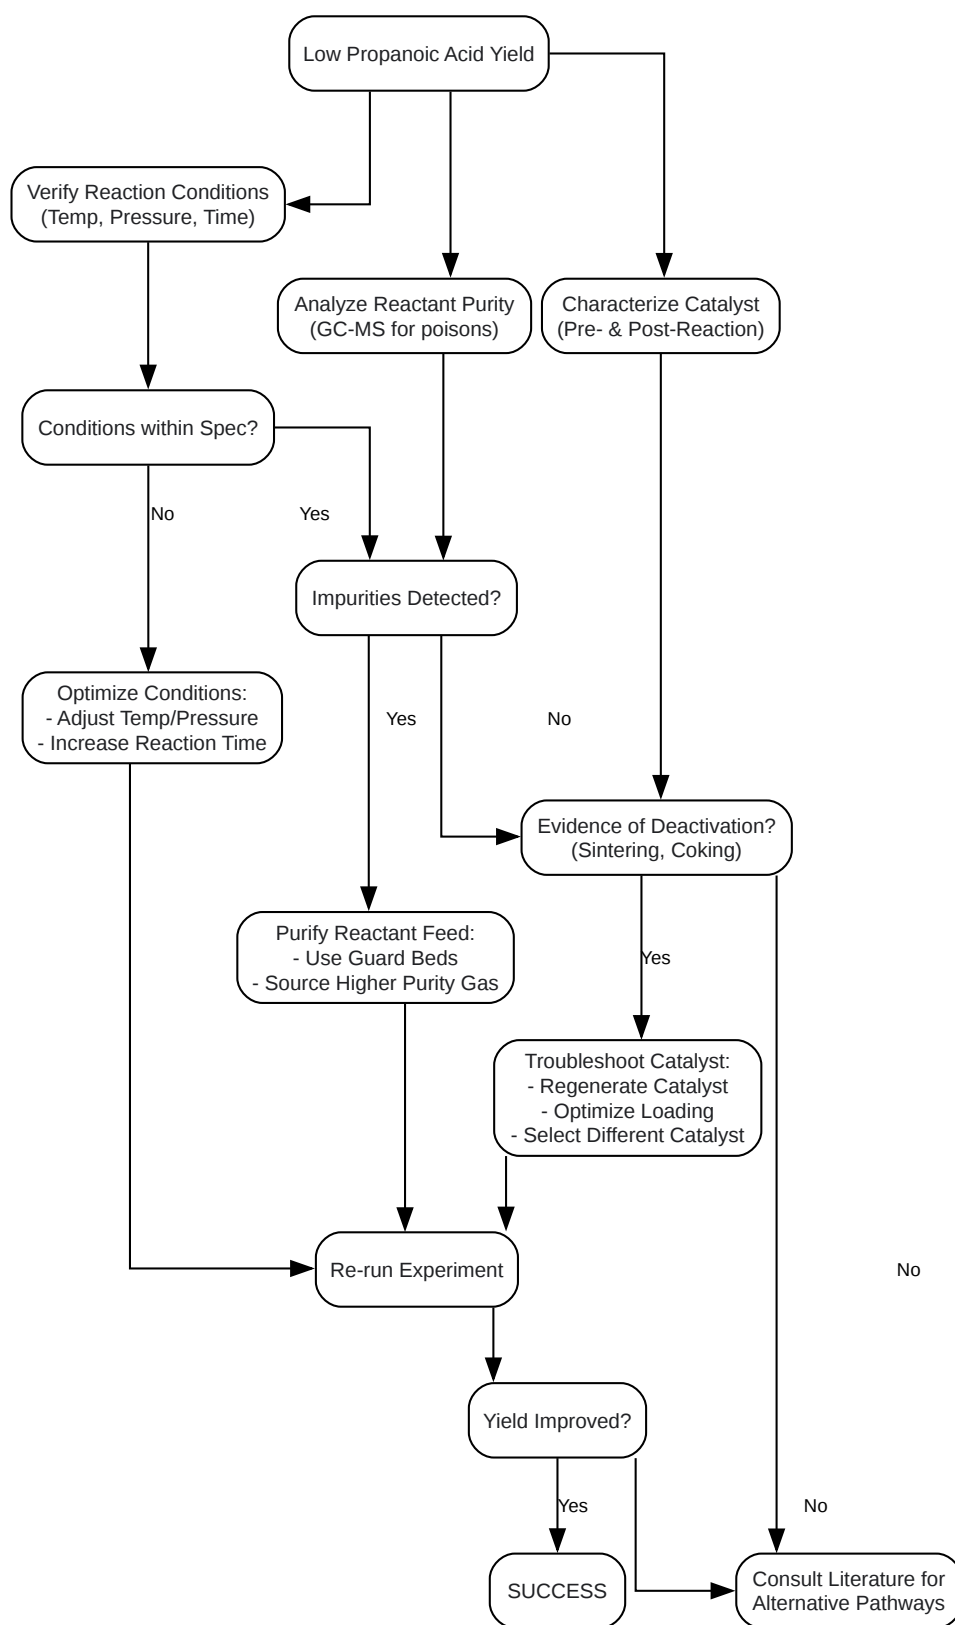 Low Propanoic Acid Yield
Verify Reaction Conditions
(Temp, Pressure, Time)
Analyze Reactant Purity
(GC-MS for poisons)
Characterize Catalyst
(Pre- & Post-Reaction)
Conditions within Spec?
No
Yes
Impurities Detected?
Optimize Conditions:
- Adjust Temp/Pressure
- Increase Reaction Time
Yes
No
Evidence of Deactivation?
(Sintering, Coking)
Purify Reactant Feed:
- Use Guard Beds
- Source Higher Purity Gas
Yes
Troubleshoot Catalyst:
- Regenerate Catalyst
- Optimize Loading
- Select Different Catalyst
Re-run Experiment
No
Yield Improved?
Yes
No
SUCCESS
Consult Literature for
Alternative Pathways